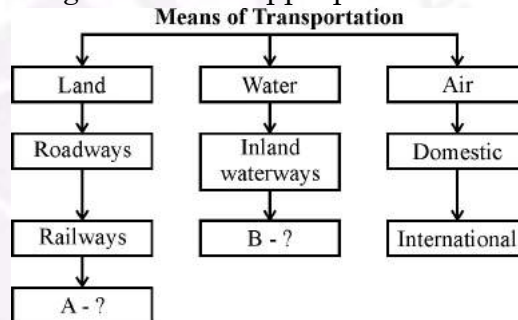 Means of Transportation
Land
Water
Air
Roadways
Inland
waterways
Domestic
Railways
B - ?
International
A - ?